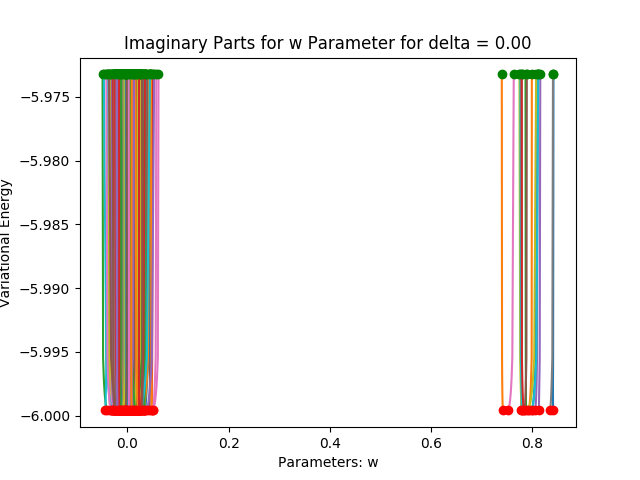 Imaginary Parts for w Parameter for delta = 0.00
Variational Energy
−5.975
−5.980
−5.985
−5.990
−5.995
−6.000
0.0 0.2 0.4 0.6 0.8
Parameters: w